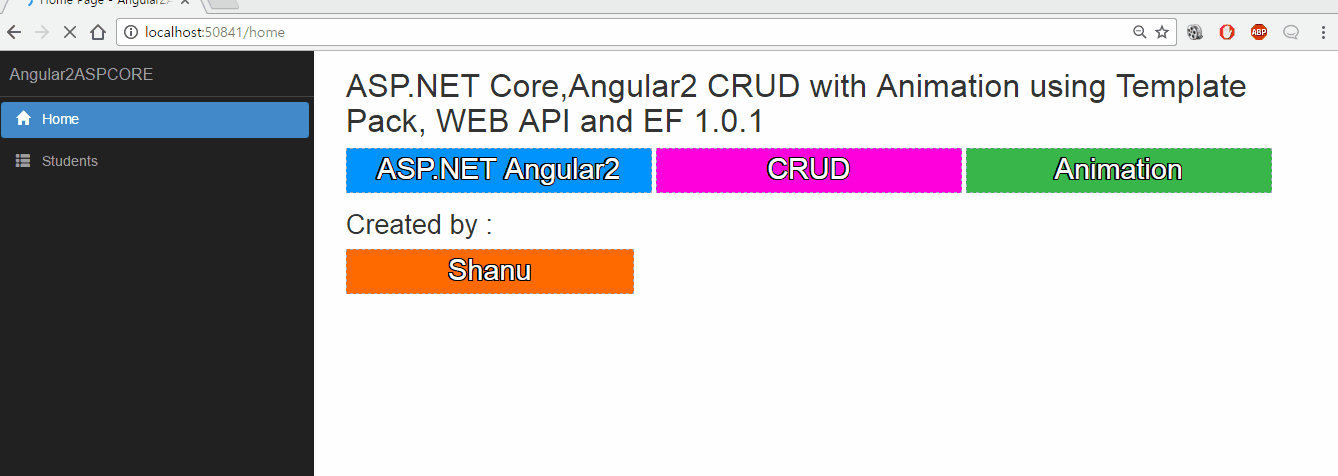 Home Page - Angular2A
localhost:50841/home
ABP
Angular2ASPCORE
Home
Students
ASP.NET Core,Angular2 CRUD with Animation using Template
Pack, WEB API and EF 1.0.1
ASP.NET Angular2 CRUD Animation
Created by :
Shanu